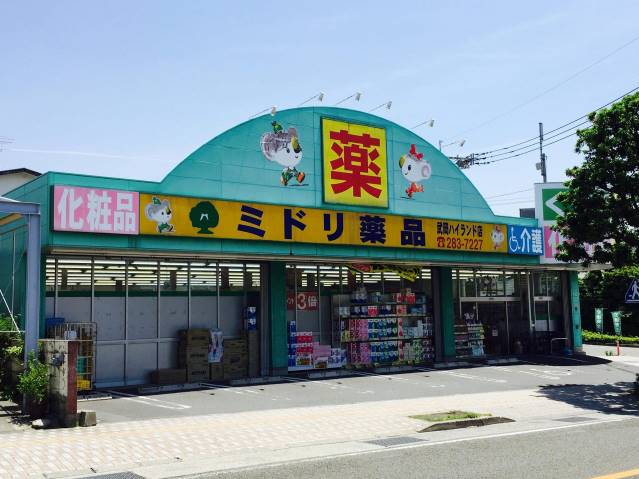 薬
化粧品
ミドリ薬品
武岡ハイランド店
☎283-7227
介護
3倍